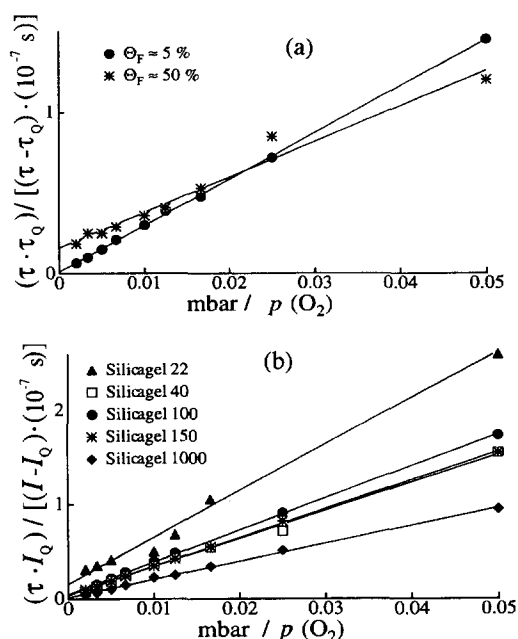 (a)
● Θ_F ≈ 5 %
✳ Θ_F ≈ 50 %
(τ · τ_Q) / [(τ -τ_Q) · (10⁻⁷ s)
1
0
0 0.01 0.02 0.03 0.04 0.05
mbar / p (O₂)
(b)
▲ Silicagel 22
□ Silicagel 40
● Silicagel 100
✳ Silicagel 150
◆ Silicagel 1000
(τ · I_Q) / [(I -I_Q) · (10⁻⁷ s)
2
1
0
0 0.01 0.02 0.03 0.04 0.05
mbar / p (O₂)